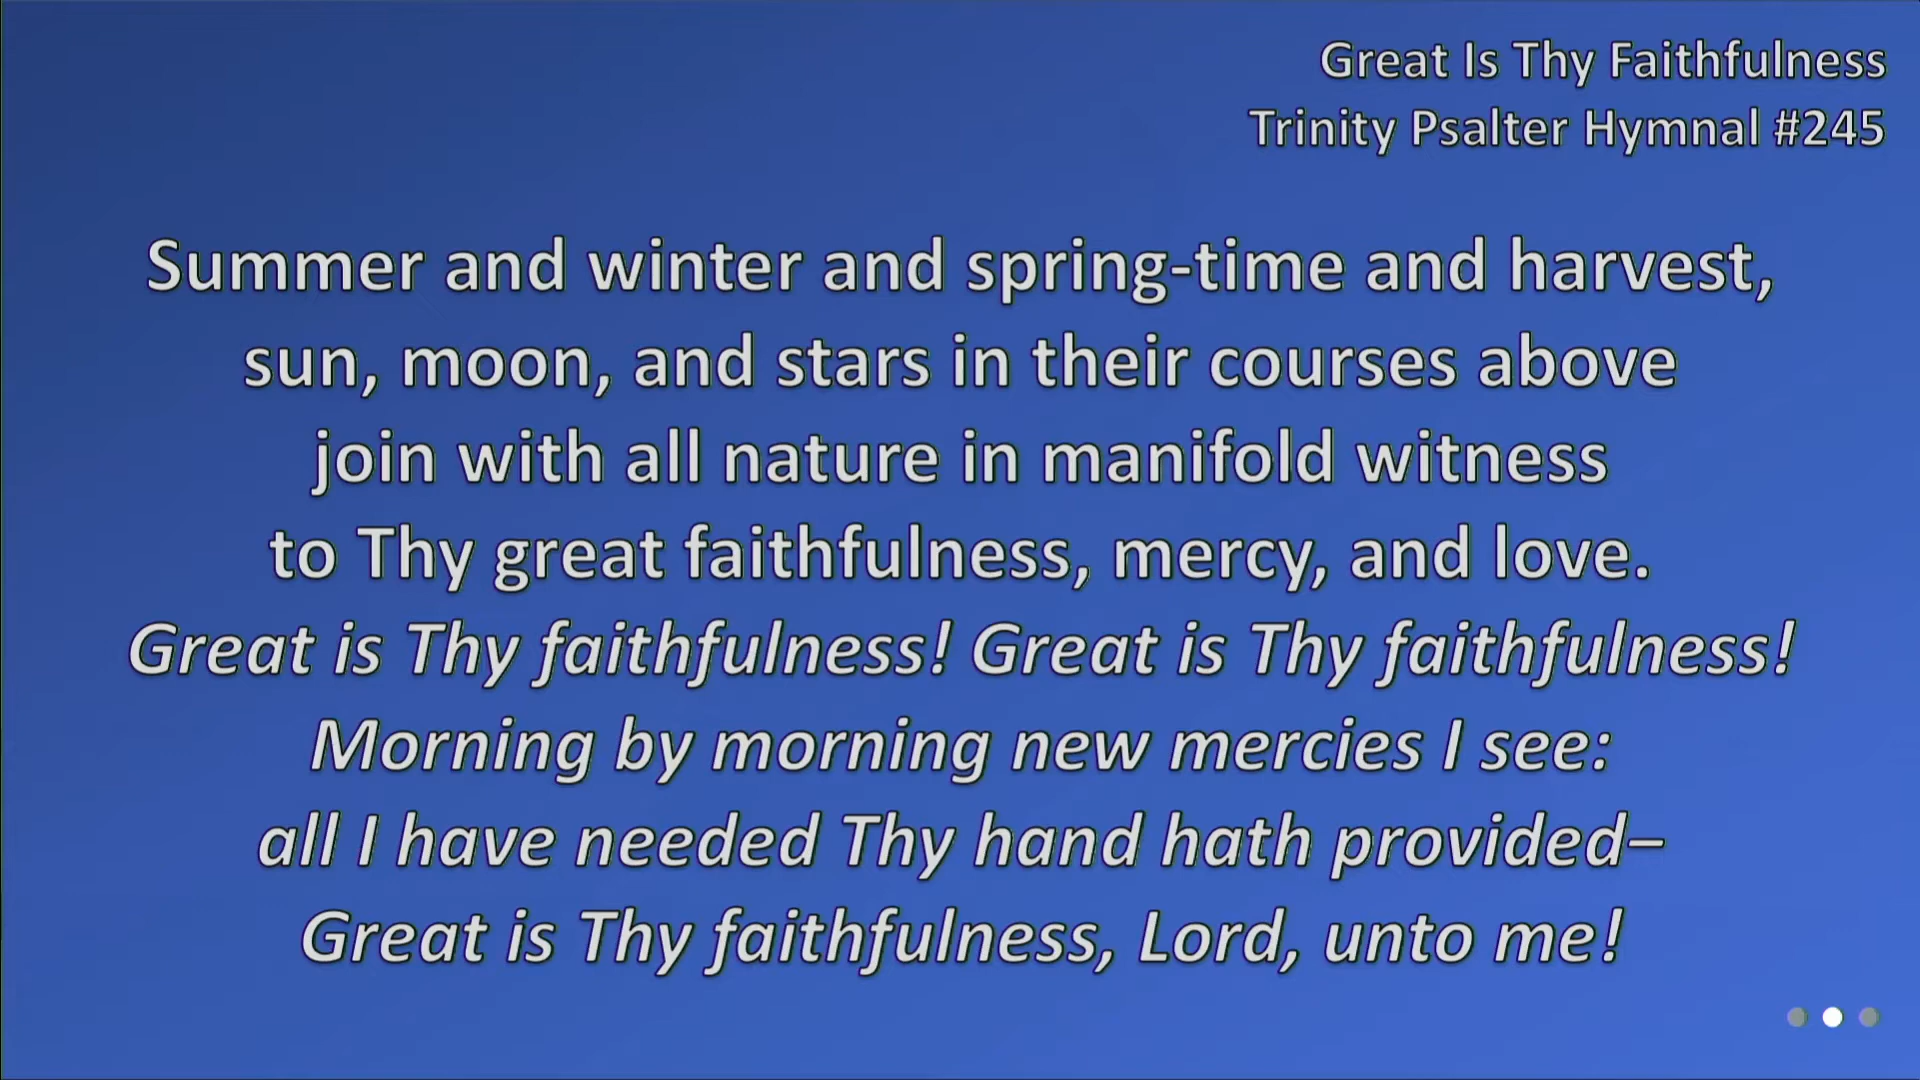 Great Is Thy Faithfulness
Trinity Psalter Hymnal #245
Summer and winter and spring-time and harvest,
sun, moon, and stars in their courses above
join with all nature in manifold witness
to Thy great faithfulness, mercy, and love.
Great is Thy faithfulness! Great is Thy faithfulness!
Morning by morning new mercies I see:
all I have needed Thy hand hath provided–
Great is Thy faithfulness, Lord, unto me!